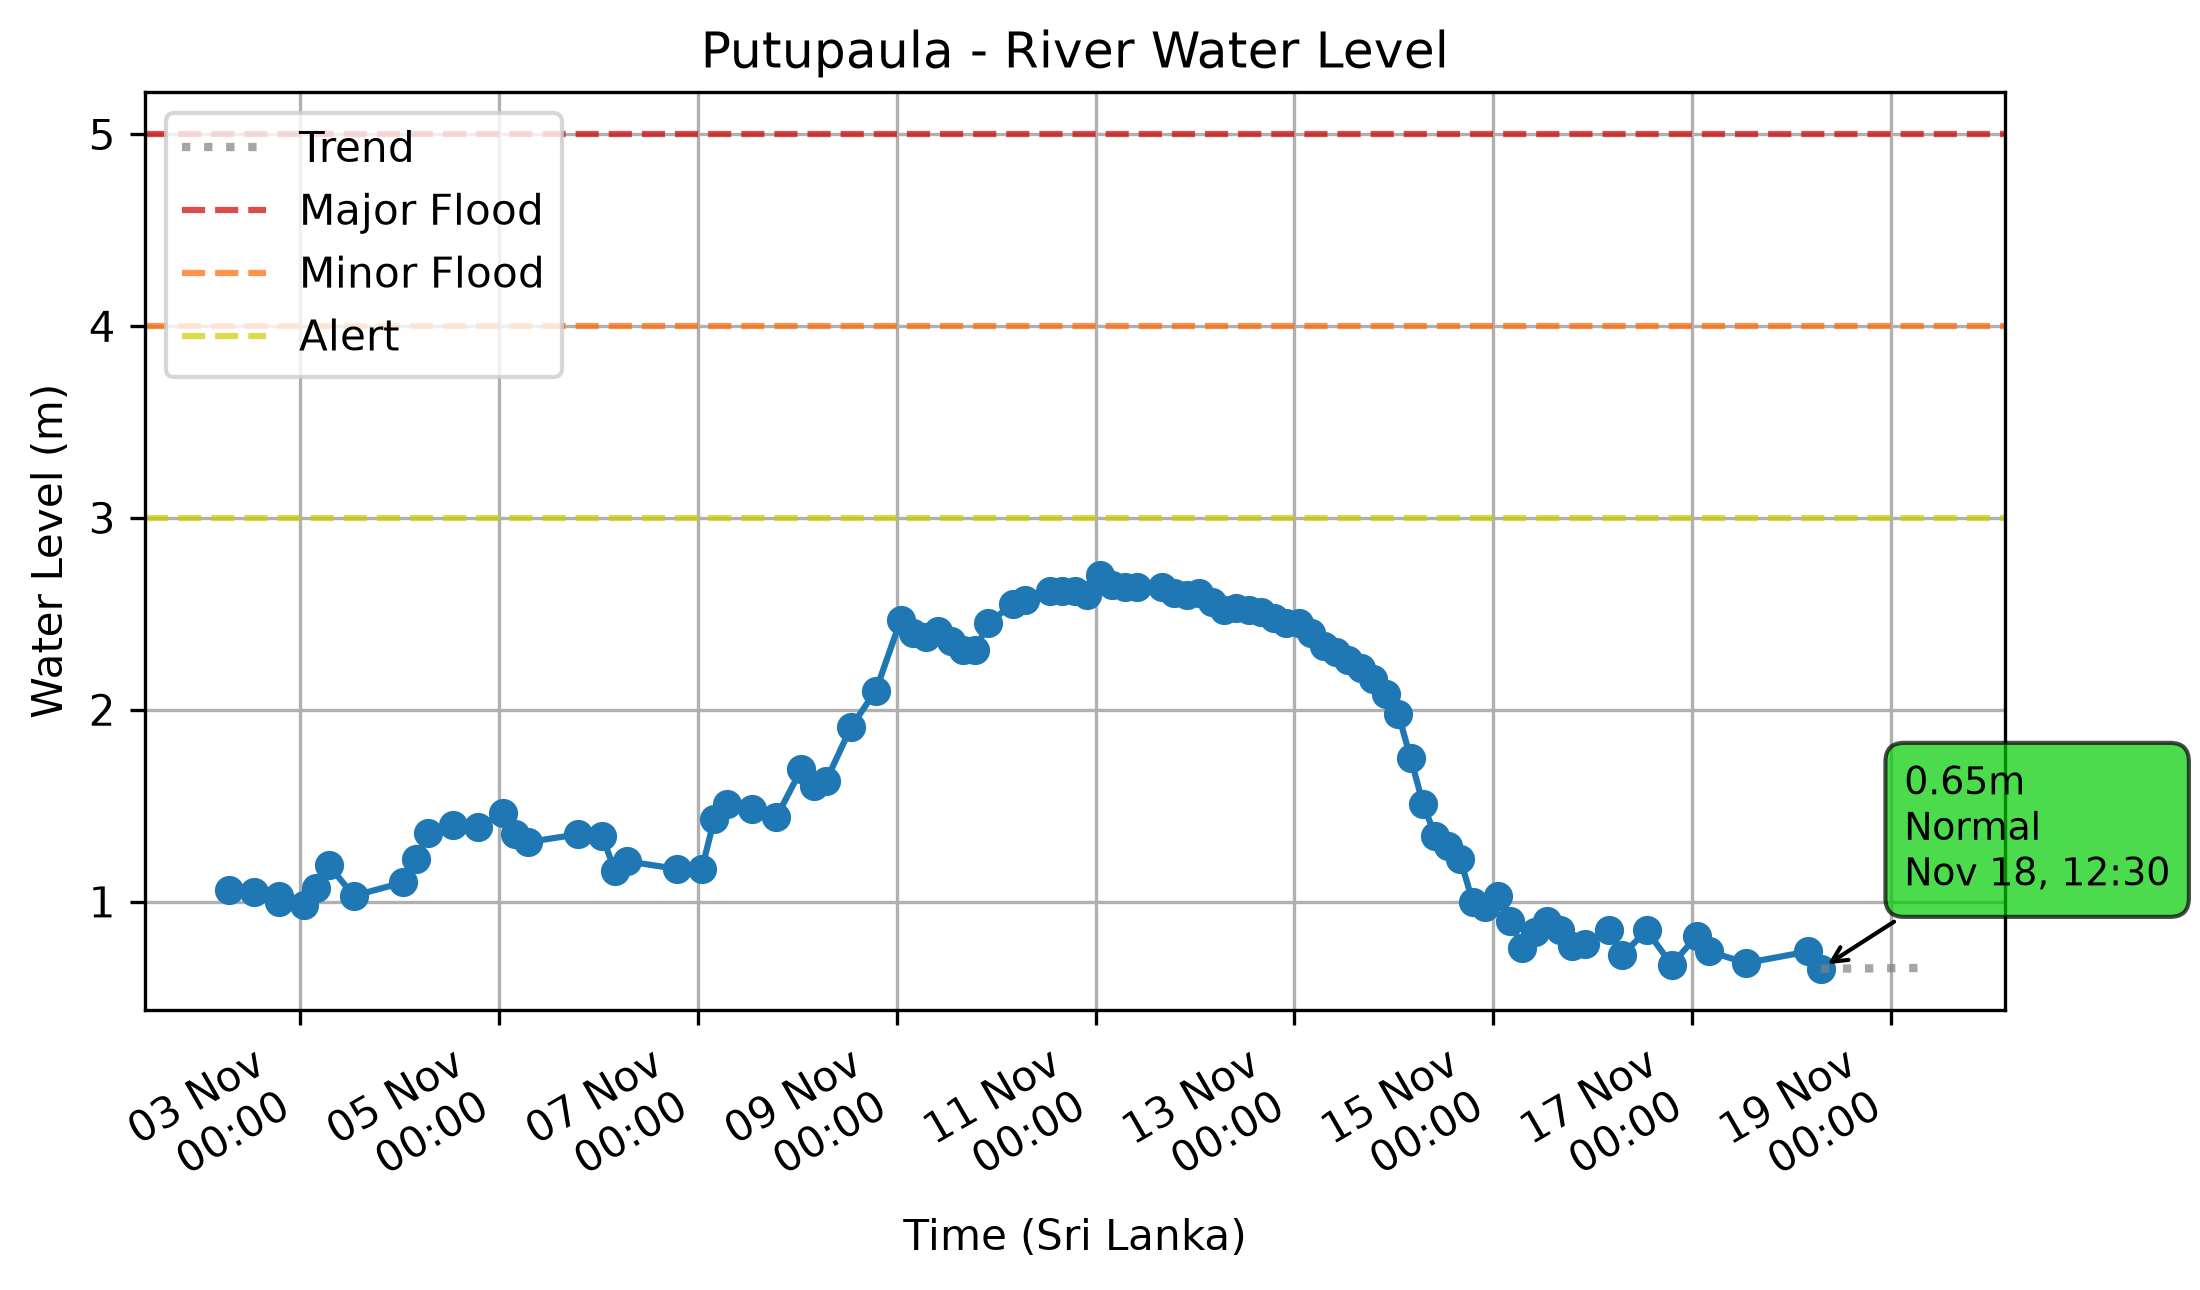 Putupaula - River Water Level
Trend
Major Flood
Minor Flood
Alert
5
4
3
2
1
Water Level (m)
0.65m
Normal
Nov 18, 12:30
03 Nov
00:00
05 Nov
00:00
07 Nov
00:00
09 Nov
00:00
11 Nov
00:00
13 Nov
00:00
15 Nov
00:00
17 Nov
00:00
19 Nov
00:00
Time (Sri Lanka)